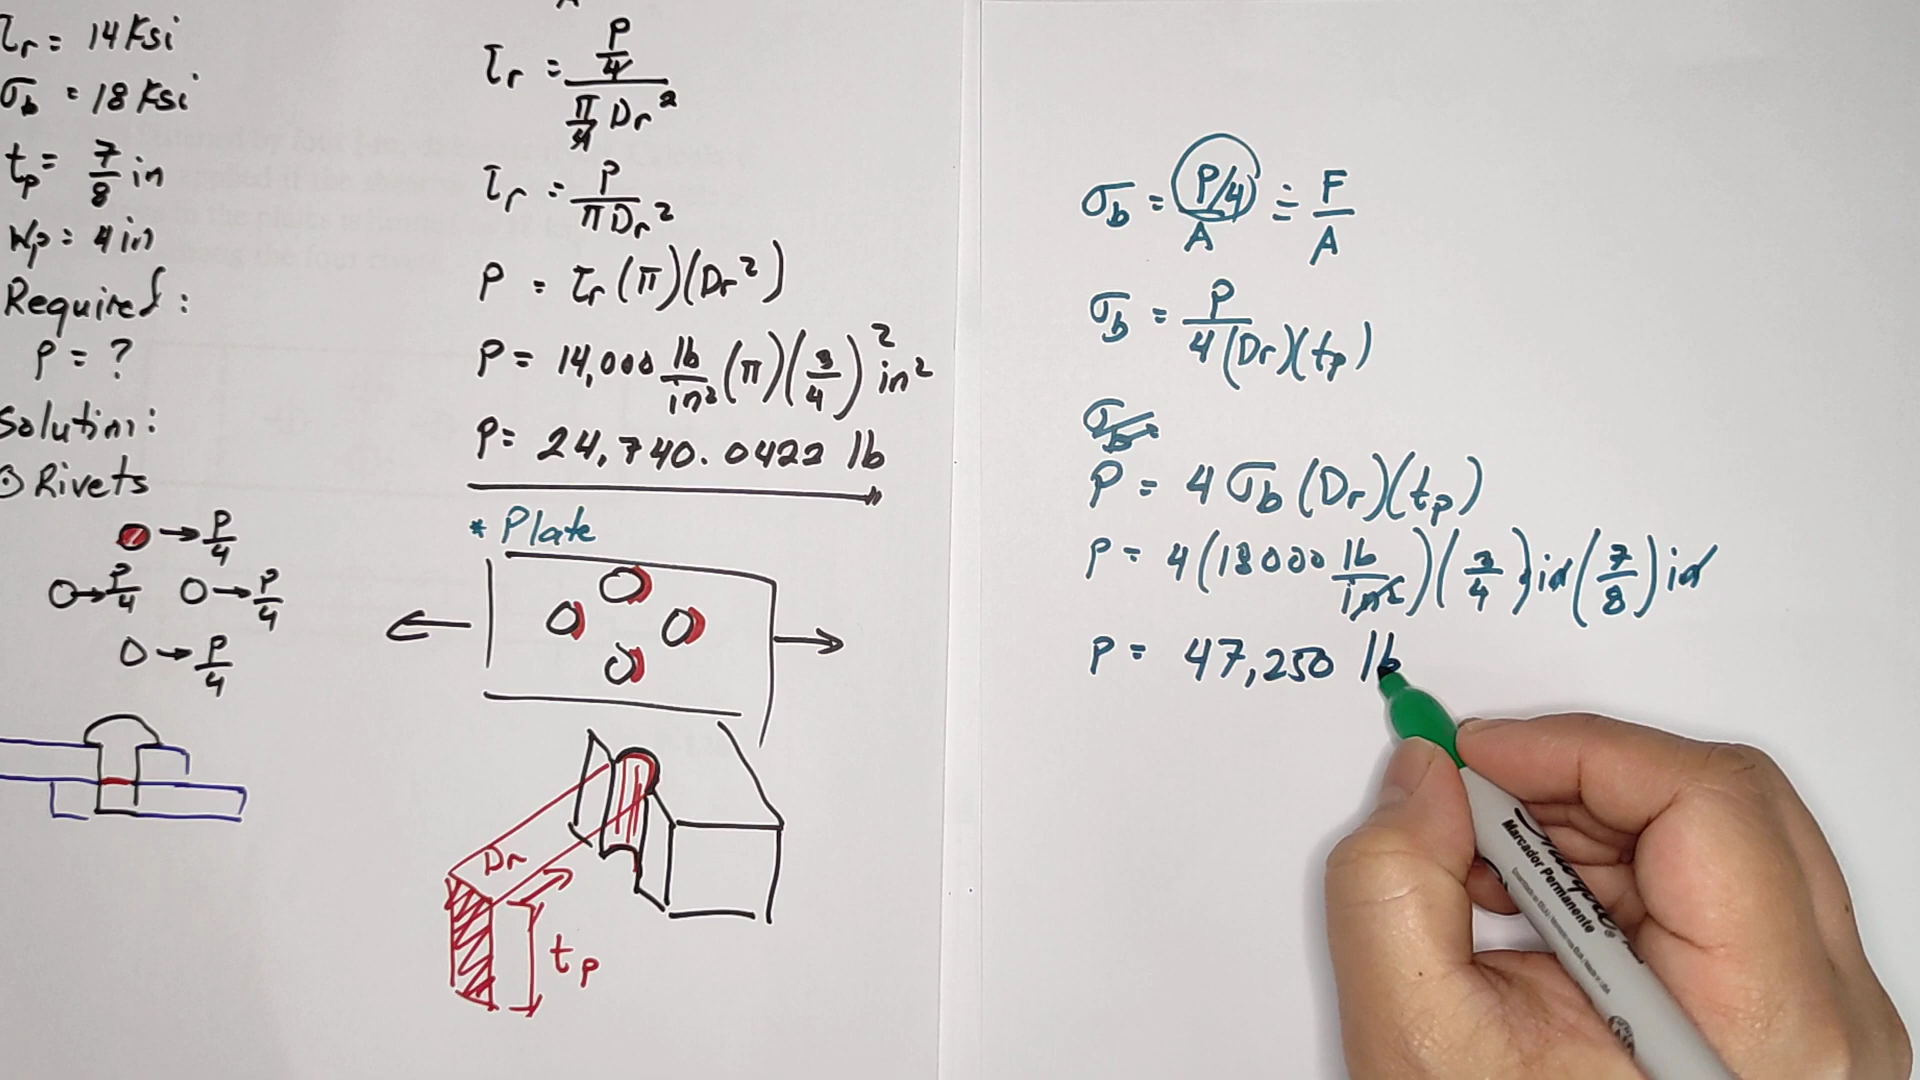 τr = 14 Ksi
σb = 18 Ksi
tp = 7/8 in
Wp = 4 in
Required:
P = ?
Solution:
⊙ Rivets
→ P/4
→ P/4 → P/4
→ P/4
τr = (P/4)/(π/4 Dr²)
τr = P/(π Dr²)
P = τr (π)(Dr²)
P = 14,000 lb/in² (π)(3/4)² in²
P = 24,740.0422 lb
* Plate
Dr
tp
σb = (P/4)/A = F/A
σb = P/(4(Dr)(tp))
σb =
P = 4 σb (Dr)(tp)
P = 4(18000 lb/in²)(3/4) in (7/8) in
P = 47,250 lb
Marcador Permanente